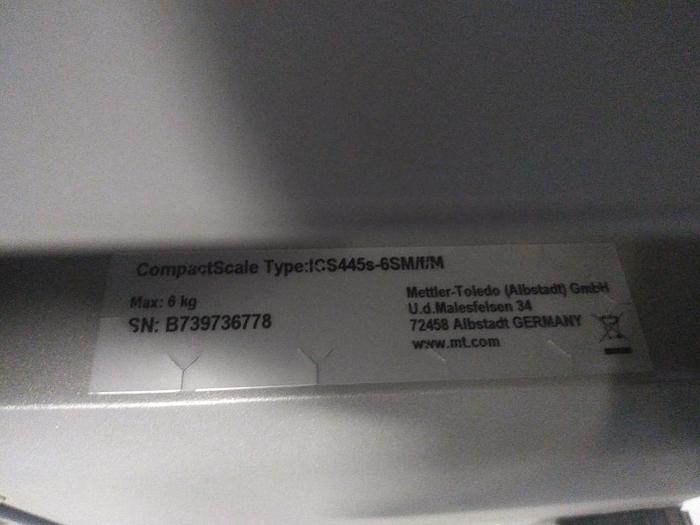 CompactScale Type:ICS445s-6SM/f/M
Max: 6 kg
SN: B739736778
Mettler-Toledo (Albstadt) GmbH
U.d.Malesfelsen 34
72458 Albstadt GERMANY
www.mt.com